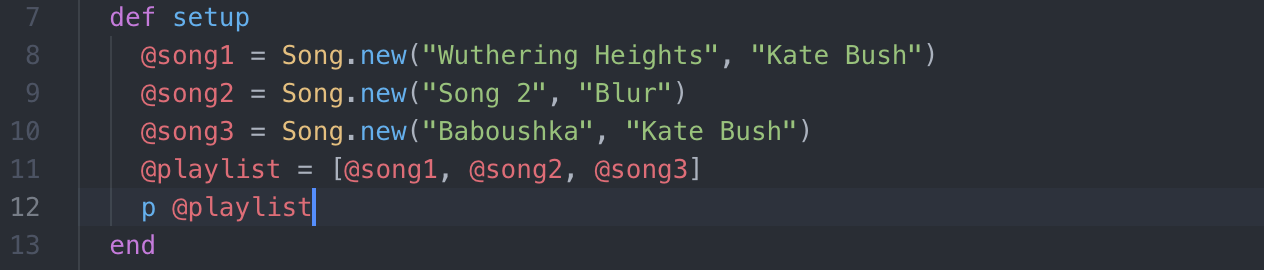 7 def setup
8 @song1 = Song.new("Wuthering Heights", "Kate Bush")
9 @song2 = Song.new("Song 2", "Blur")
10 @song3 = Song.new("Baboushka", "Kate Bush")
11 @playlist = [@song1, @song2, @song3]
12 p @playlist
13 end